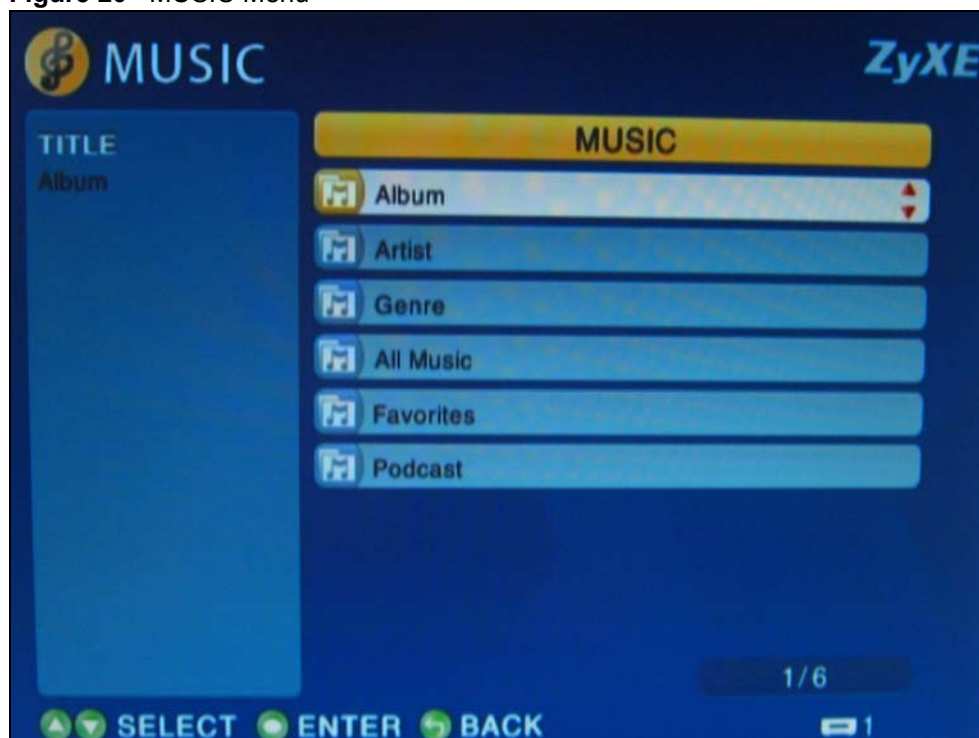 MUSIC
ZyXE
TITLE
Album
MUSIC
Album
Artist
Genre
All Music
Favorites
Podcast
1/6
SELECT ENTER BACK
1